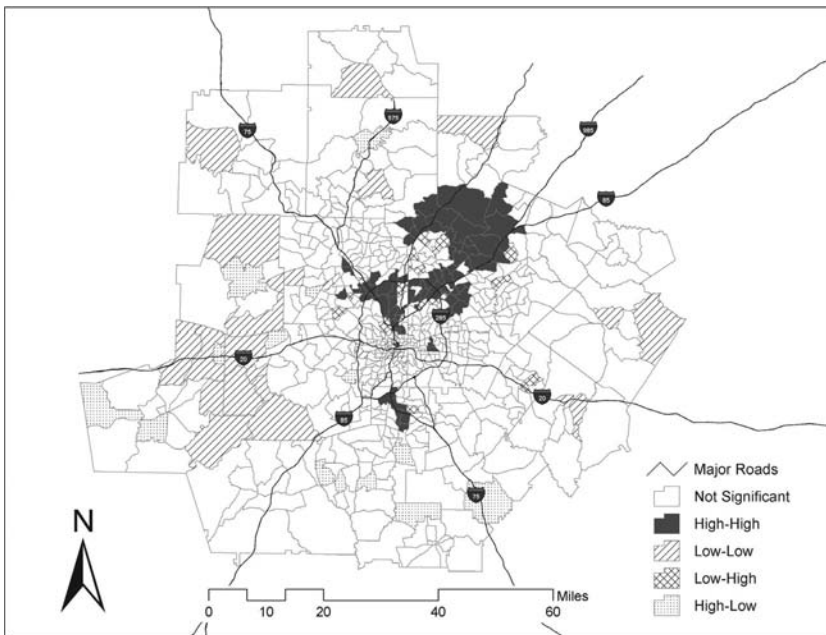 75
575
985
85
285
20
20
85
75
Major Roads
Not Significant
High-High
Low-Low
Low-High
High-Low
N
Miles
0 10 20 40 60